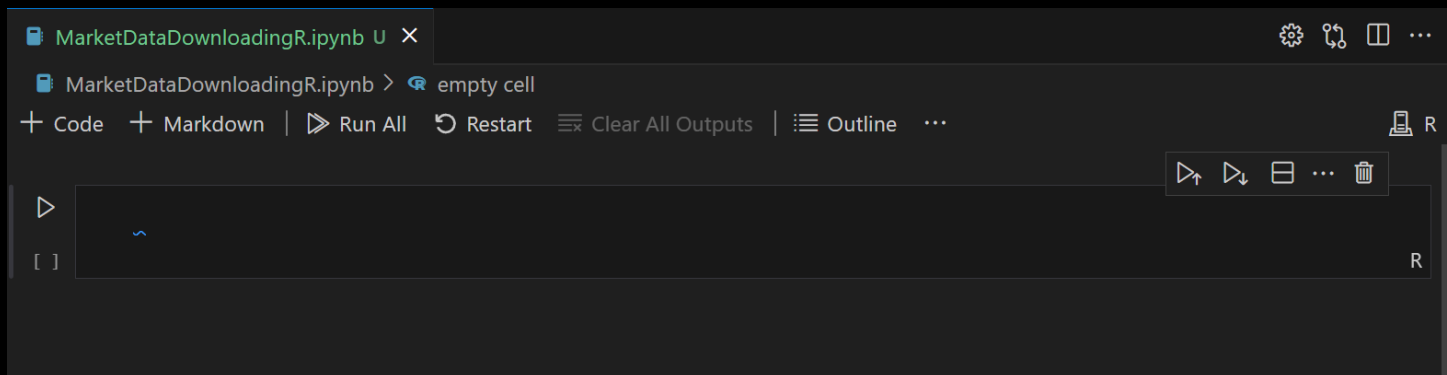 MarketDataDownloadingR.ipynb U
MarketDataDownloadingR.ipynb > R empty cell
+ Code + Markdown | Run All Restart Clear All Outputs | Outline ... R
...
[ ]
R